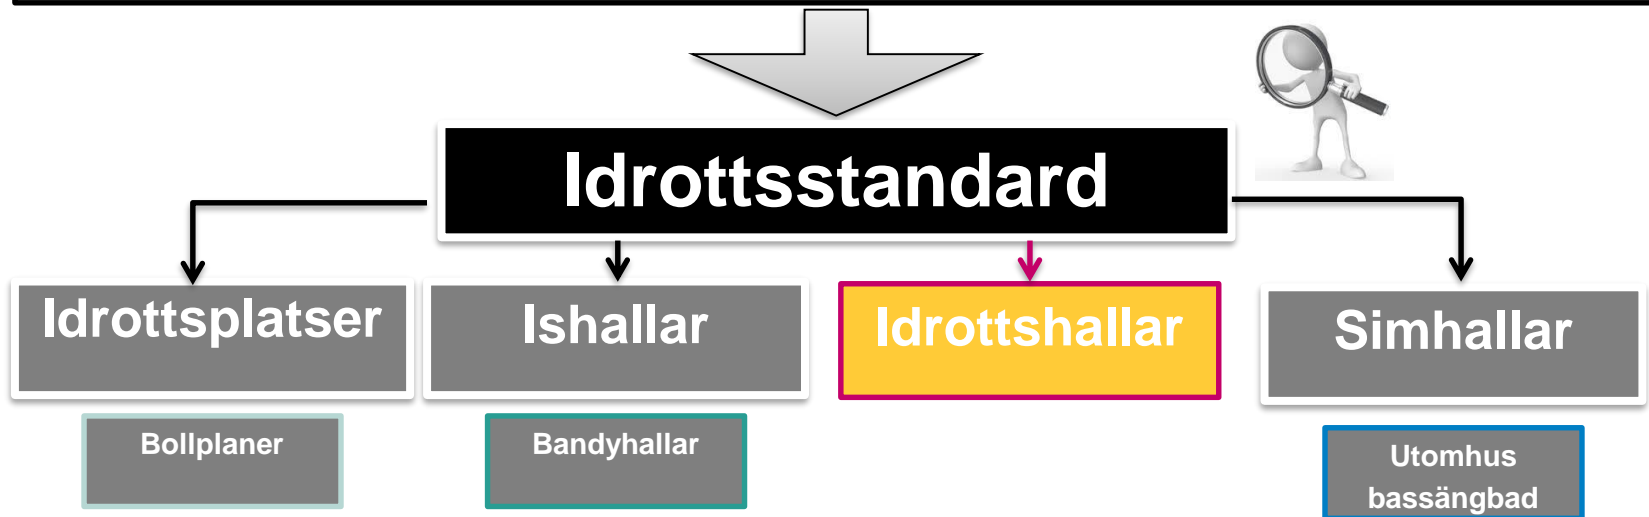 Idrottsstandard
Idrottsplatser
Ishallar
Idrottshallar
Simhallar
Bollplaner
Bandyhallar
Utomhus
bassängbad